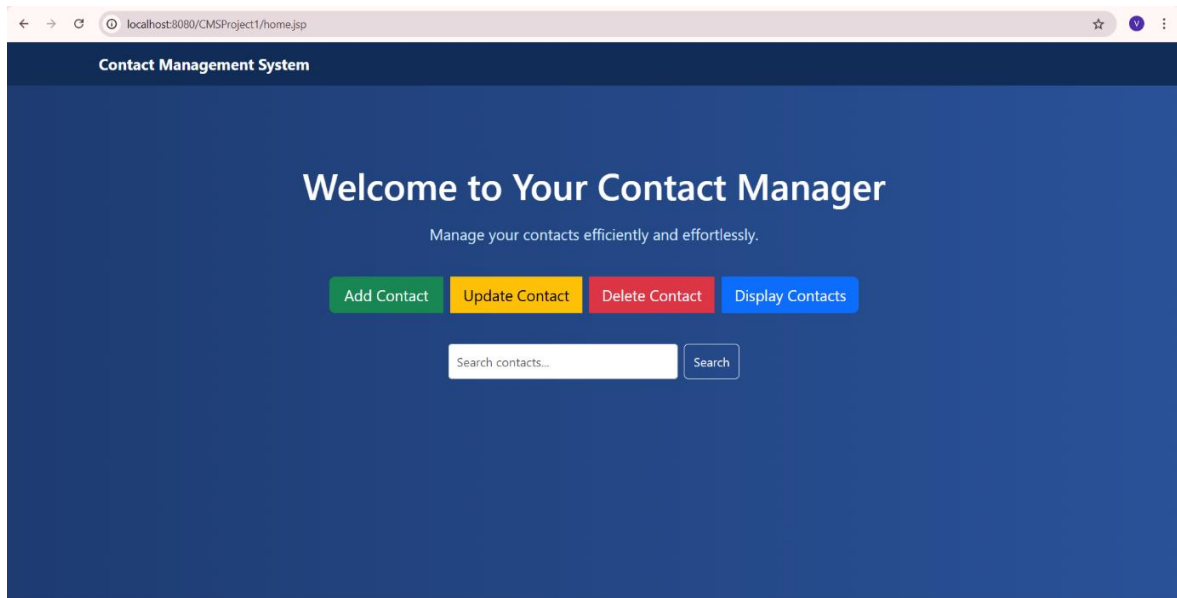 localhost:8080/CMSProject1/home.jsp
V
Contact Management System
Welcome to Your Contact Manager
Manage your contacts efficiently and effortlessly.
Add Contact Update Contact Delete Contact Display Contacts
Search contacts... Search